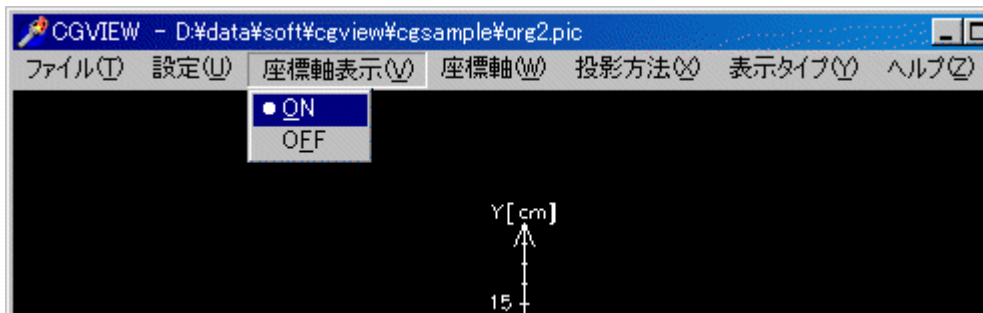 CGVIEW - D:¥data¥soft¥cgview¥cgsample¥org2.pic
ファイル(T) 設定(U) 座標軸表示(V) 座標軸(W) 投影方法(X) 表示タイプ(Y) ヘルプ(Z)
ON
OFF
Y[cm]
15